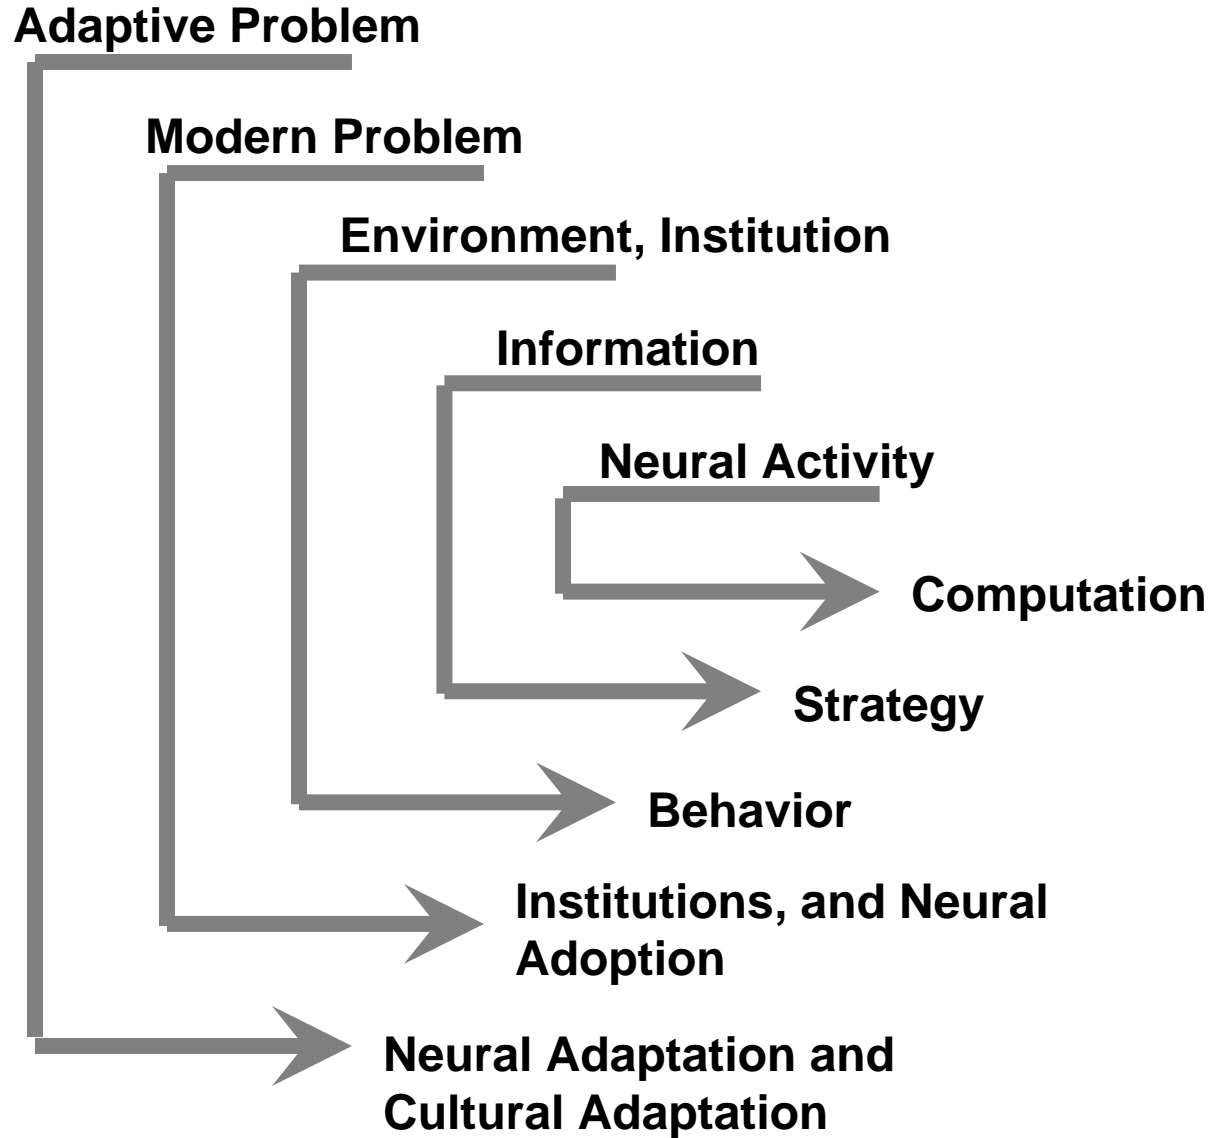 Adaptive Problem
Modern Problem
Environment, Institution
Information
Neural Activity
Computation
Strategy
Behavior
Institutions, and Neural
Adoption
Neural Adaptation and
Cultural Adaptation